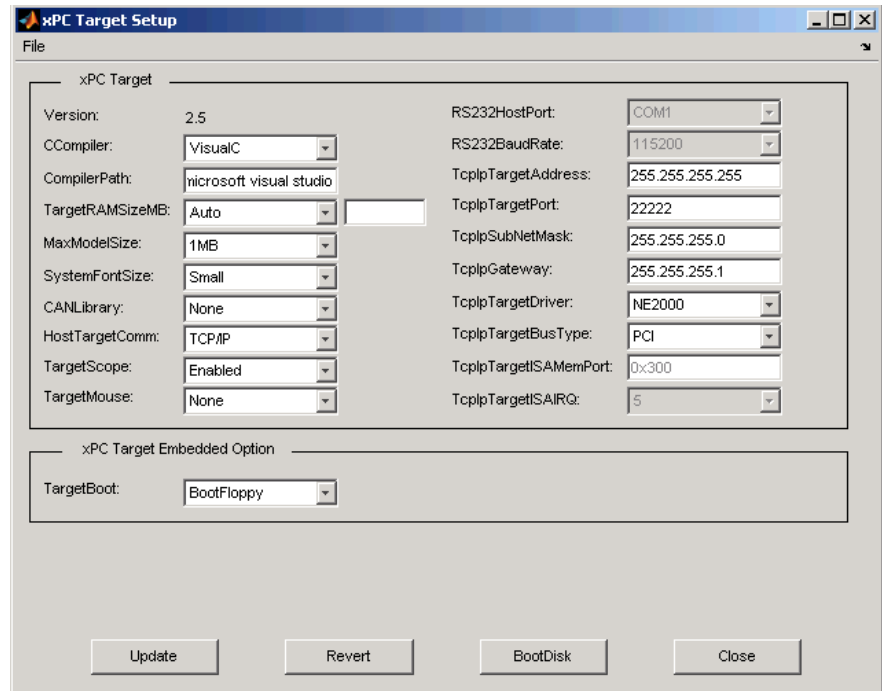 xPC Target Setup
File
xPC Target
Version: 2.5
CCompiler: VisualC
CompilerPath: microsoft visual studio
TargetRAMSizeMB: Auto
MaxModelSize: 1MB
SystemFontSize: Small
CANLibrary: None
HostTargetComm: TCP/IP
TargetScope: Enabled
TargetMouse: None
RS232HostPort: COM1
RS232BaudRate: 115200
TcpIpTargetAddress: 255.255.255.255
TcpIpTargetPort: 22222
TcpIpSubNetMask: 255.255.255.0
TcpIpGateway: 255.255.255.1
TcpIpTargetDriver: NE2000
TcpIpTargetBusType: PCI
TcpIpTargetISAMemPort: 0x300
TcpIpTargetISAIRQ: 5
xPC Target Embedded Option
TargetBoot: BootFloppy
Update Revert BootDisk Close